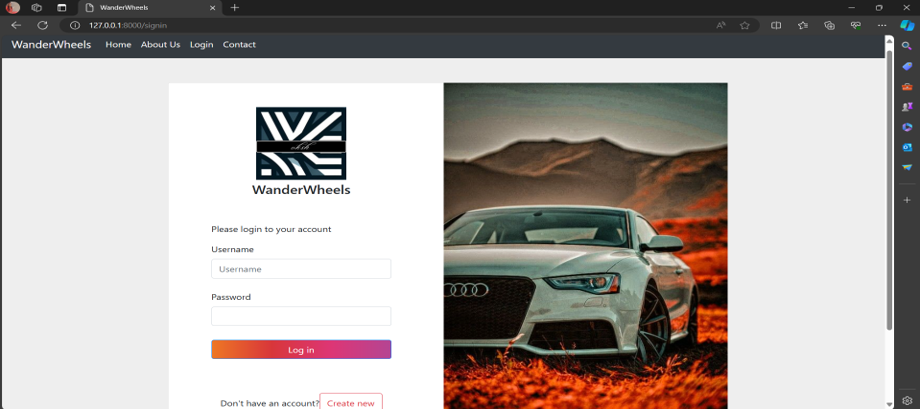 WanderWheels
127.0.0.1:8000/signin
WanderWheels Home About Us Login Contact
WanderWheels
Please login to your account
Username
Username
Password
Log in
Don't have an account? Create new